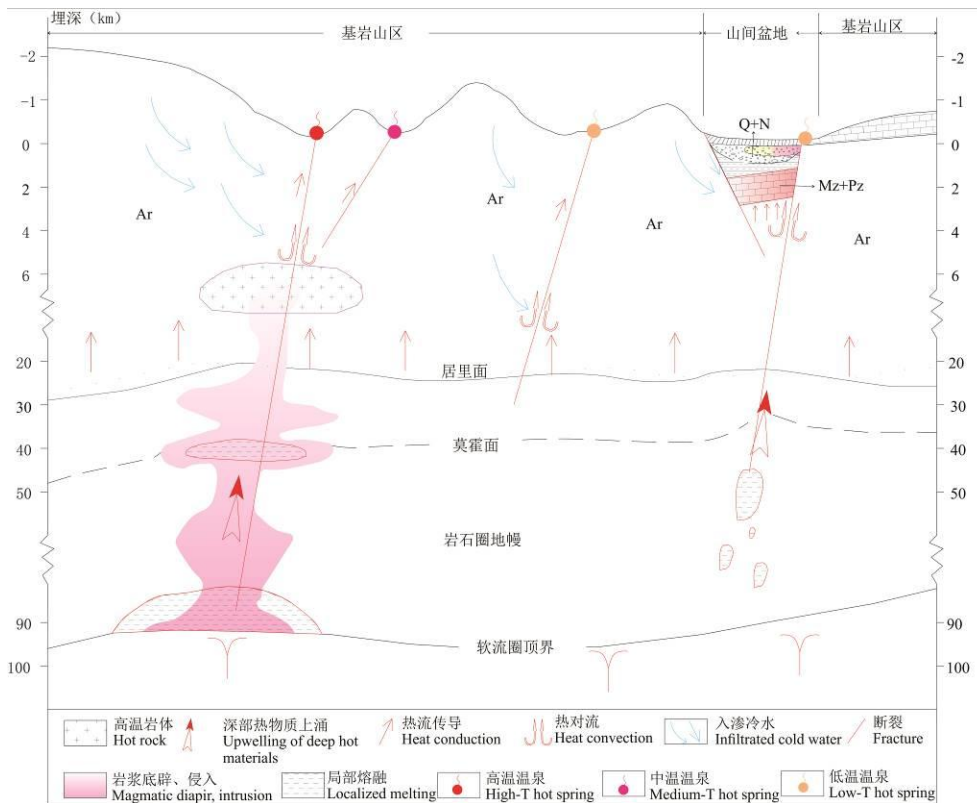 埋深（km）
基岩山区
山间盆地
基岩山区
-2
-2
-1
-1
Q+N
0
0
2
Mz+Pz
2
Ar
Ar
Ar
Ar
4
4
6
6
20
居里面
20
30
30
40
莫霍面
40
50
50
岩石圈地幔
90
软流圈顶界
90
100
100
高温岩体
Hot rock
深部热物质上涌
Upwelling of deep hot
materials
热流传导
Heat conduction
热对流
Heat convection
入渗冷水
Infiltrated cold water
断裂
Fracture
岩浆底辟、侵入
Magmatic diapir, intrusion
局部熔融
Localized melting
高温温泉
High-T hot spring
中温温泉
Medium-T hot spring
低温温泉
Low-T hot spring